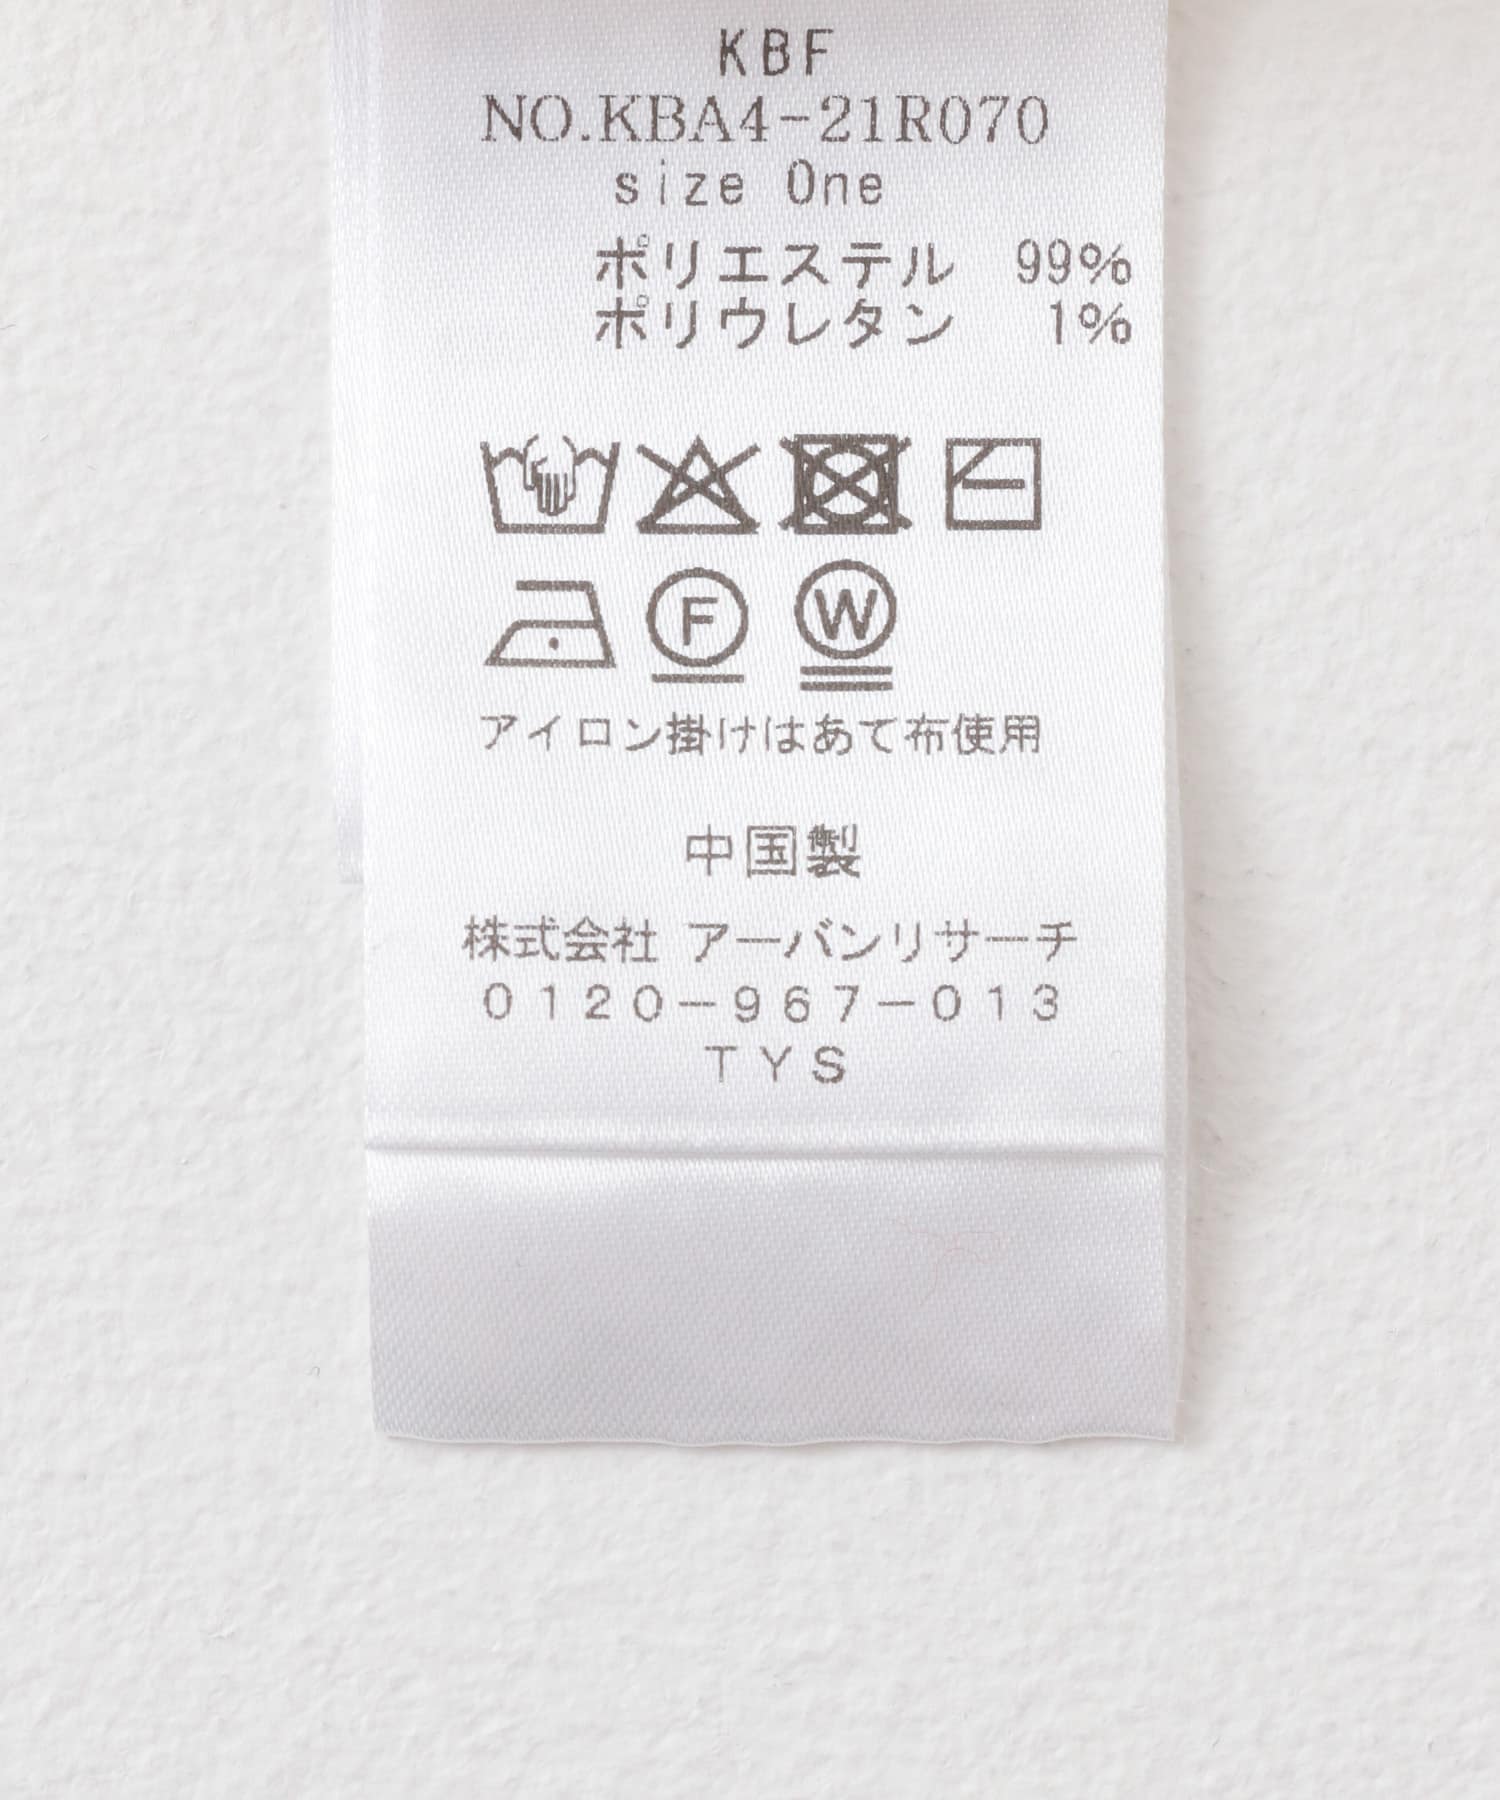 KBF
NO.KBA4-21R070
size One
ポリエステル 99%
ポリウレタン 1%
F W
アイロン掛けはあて布使用
中国製
株式会社 アーバンリサーチ
0120-967-013
TYS